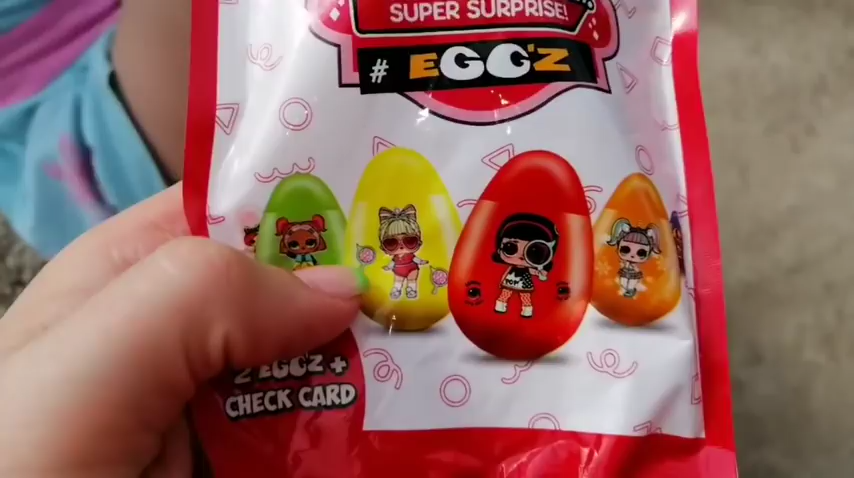 SUPER SURPRISE!
# EGG'Z
2 EGG'Z +
CHECK CARD